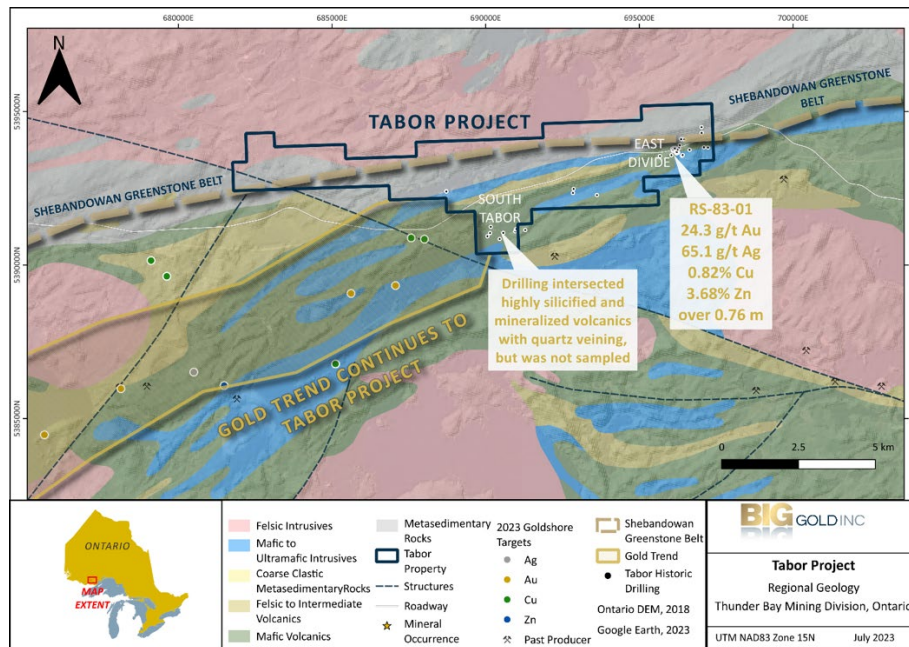 680000E
685000E
690000E
695000E
700000E
5395000N
5390000N
5385000N
N
TABOR PROJECT
SHEBANDOWAN GREENSTONE
BELT
SHEBANDOWAN GREENSTONE BELT
EAST
DIVIDE
SOUTH
TABOR
RS-83-01
24.3 g/t Au
65.1 g/t Ag
0.82% Cu
3.68% Zn
over 0.76 m
Drilling intersected
highly silicified and
mineralized volcanics
with quartz veining,
but was not sampled
GOLD TREND CONTINUES TO
TABOR PROJECT
0
2.5
5 km
ONTARIO
MAP
EXTENT
Felsic Intrusives
Mafic to
Ultramafic Intrusives
Coarse Clastic
MetasedimentaryRocks
Felsic to Intermediate
Volcanics
Mafic Volcanics
Metasedimentary
Rocks
Tabor
Property
Structures
Roadway
Mineral
Occurrence
2023 Goldshore
Targets
Ag
Au
Cu
Zn
Past Producer
Shebandowan
Greenstone Belt
Gold Trend
Tabor Historic
Drilling
Ontario DEM, 2018
Google Earth, 2023
BIG GOLD INC
Tabor Project
Regional Geology
Thunder Bay Mining Division, Ontario
UTM NAD83 Zone 15N July 2023